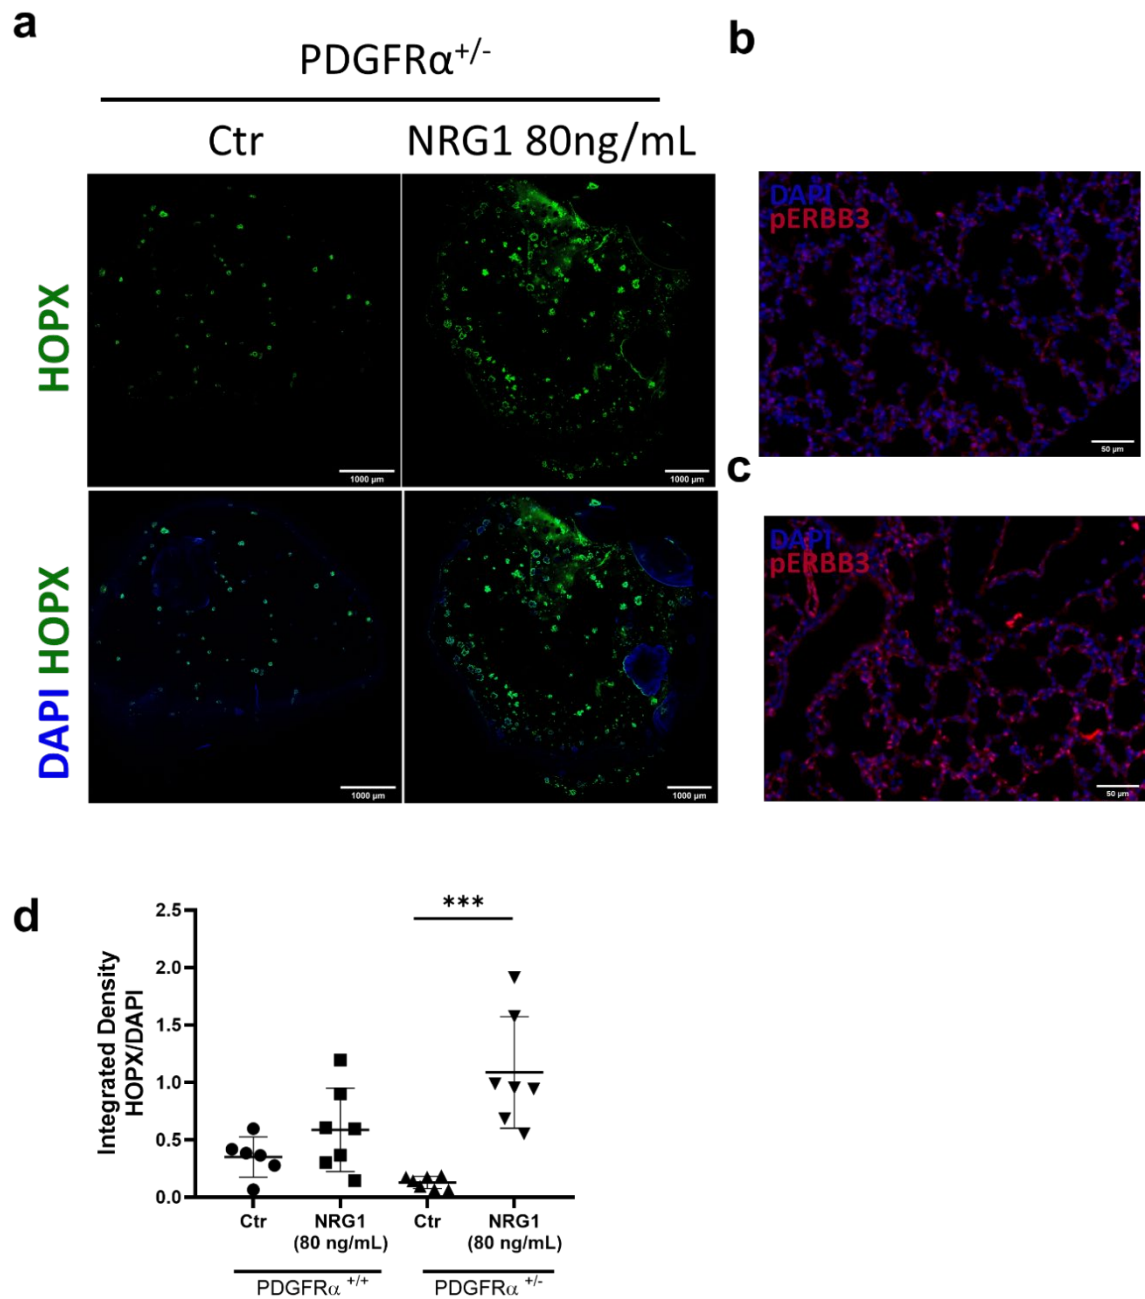 a
PDGFRα+/-
Ctr
NRG1 80ng/mL
HOPX
1000 µm
1000 µm
DAPI HOPX
1000 µm
1000 µm
b
DAPI
pERBB3
50 µm
c
DAPI
pERBB3
50 µm
d
Integrated Density
HOPX/DAPI
2.5
2.0
1.5
1.0
0.5
0.0
***
Ctr
NRG1
(80 ng/mL)
Ctr
NRG1
(80 ng/mL)
PDGFRα +/+
PDGFRα +/-